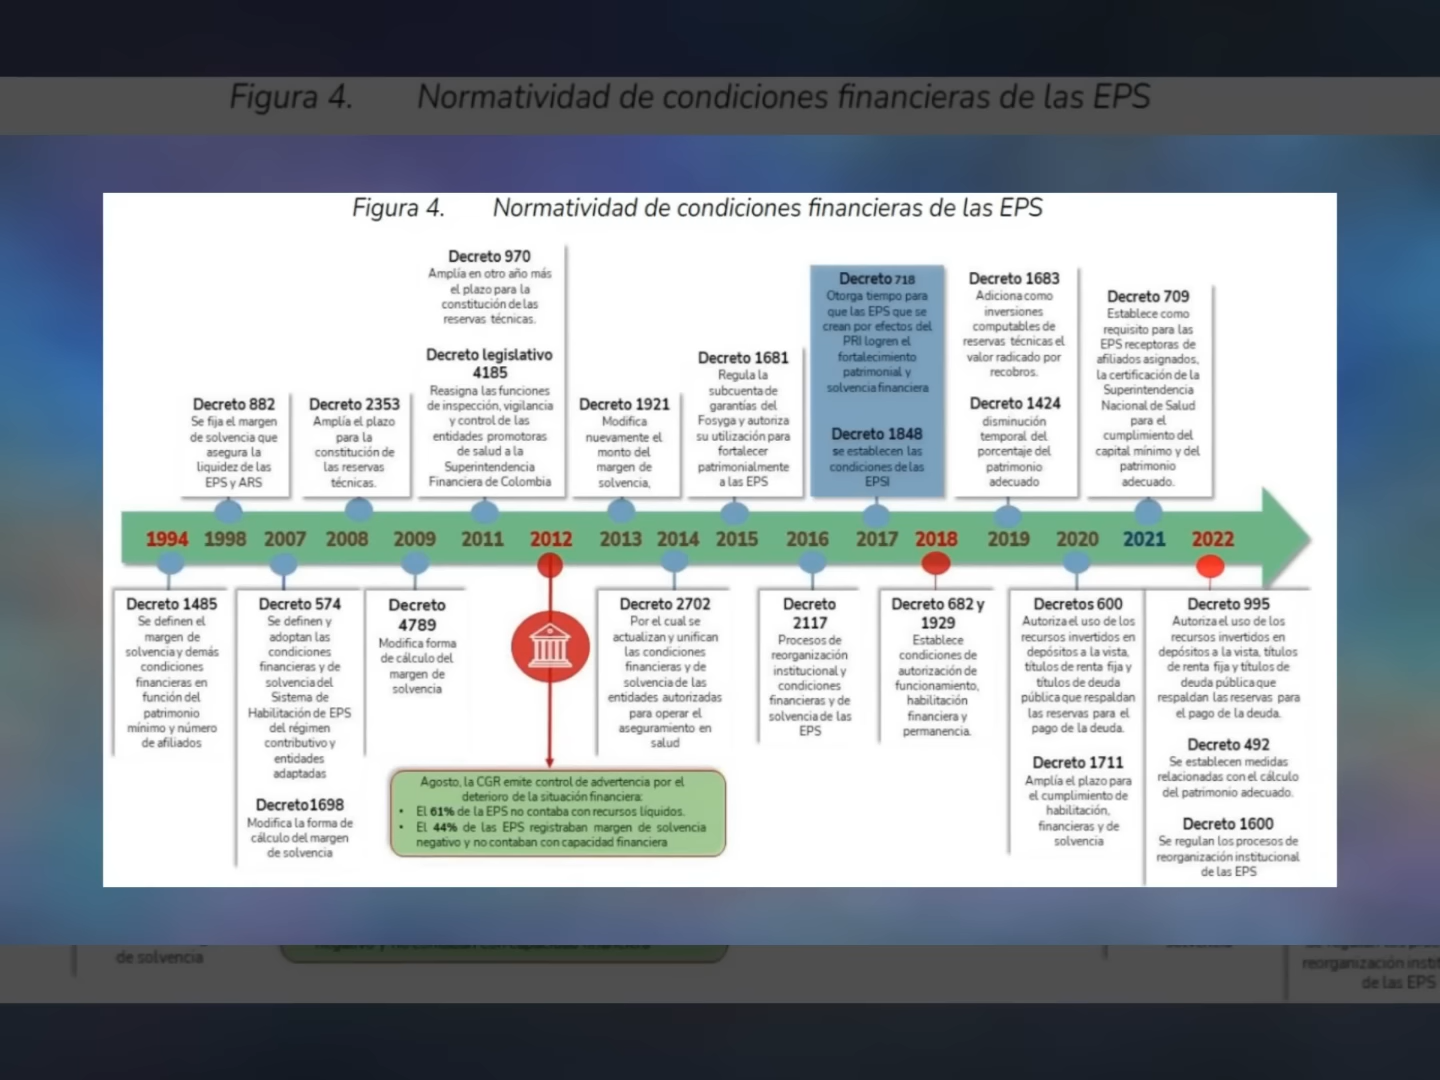 Figura 4. Normatividad de condiciones financieras de las EPS
Figura 4. Normatividad de condiciones financieras de las EPS
Decreto 882
Se fija el margen
de solvencia que
asegura la
liquidez de las
EPS y ARS
Decreto 2353
Amplía el plazo
para la
constitución de
las reservas
técnicas.
Decreto 970
Amplía en otro año más
el plazo para la
constitución de las
reservas técnicas.
Decreto legislativo
4185
Reasigna las funciones
de inspección, vigilancia
y control de las
entidades promotoras
de salud a la
Superintendencia
Financiera de Colombia
Decreto 1921
Modifica
nuevamente el
monto del
margen de
solvencia,
Decreto 1681
Regula la
subcuenta de
garantías del
Fosyga y autoriza
su utilización para
fortalecer
patrimonialmente
a las EPS
Decreto 718
Otorga tiempo para
que las EPS que se
crean por efectos del
PRI logren el
fortalecimiento
patrimonial y
solvencia financiera
Decreto 1848
se establecen las
condiciones de las
EPSI
Decreto 1683
Adiciona como
inversiones
computables de
reservas técnicas el
valor radicado por
recobros.
Decreto 1424
disminución
temporal del
porcentaje del
patrimonio
adecuado
Decreto 709
Establece como
requisito para las
EPS receptoras de
afiliados asignados,
la certificación de la
Superintendencia
Nacional de Salud
para el
cumplimiento del
capital mínimo y del
patrimonio
adecuado.
1994 1998 2007 2008 2009 2011 2012 2013 2014 2015 2016 2017 2018 2019 2020 2021 2022
Decreto 1485
Se definen el
margen de
solvencia y demás
condiciones
financieras en
función del
patrimonio
mínimo y número
de afiliados
Decreto 574
Se definen y
adoptan las
condiciones
financieras y de
solvencia del
Sistema de
Habilitación de EPS
del régimen
contributivo y
entidades
adaptadas
Decreto1698
Modifica la forma de
cálculo del margen
de solvencia
Decreto
4789
Modifica forma
de cálculo del
margen de
solvencia
Agosto, la CGR emite control de advertencia por el
deterioro de la situación financiera:
• El 61% de la EPS no contaba con recursos líquidos.
• El 44% de las EPS registraban margen de solvencia
negativo y no contaban con capacidad financiera
Decreto 2702
Por el cual se
actualizan y unifican
las condiciones
financieras y de
solvencia de las
entidades autorizadas
para operar el
aseguramiento en
salud
Decreto
2117
Procesos de
reorganización
institucional y
condiciones
financieras y de
solvencia de las
EPS
Decreto 682 y
1929
Establece
condiciones de
autorización de
funcionamiento,
habilitación
financiera y
permanencia.
Decretos 600
Autoriza el uso de los
recursos invertidos en
depósitos a la vista,
títulos de renta fija y
títulos de deuda
pública que respaldan
las reservas para el
pago de la deuda.
Decreto 1711
Amplía el plazo para
el cumplimiento de
habilitación,
financieras y de
solvencia
Decreto 995
Autoriza el uso de los
recursos invertidos en
depósitos a la vista, títulos
de renta fija y títulos de
deuda pública que
respaldan las reservas para
el pago de la deuda.
Decreto 492
Se establecen medidas
relacionadas con el cálculo
del patrimonio adecuado.
Decreto 1600
Se regulan los procesos de
reorganización institucional
de las EPS
de solvencia
reorganización instit
de las EPS